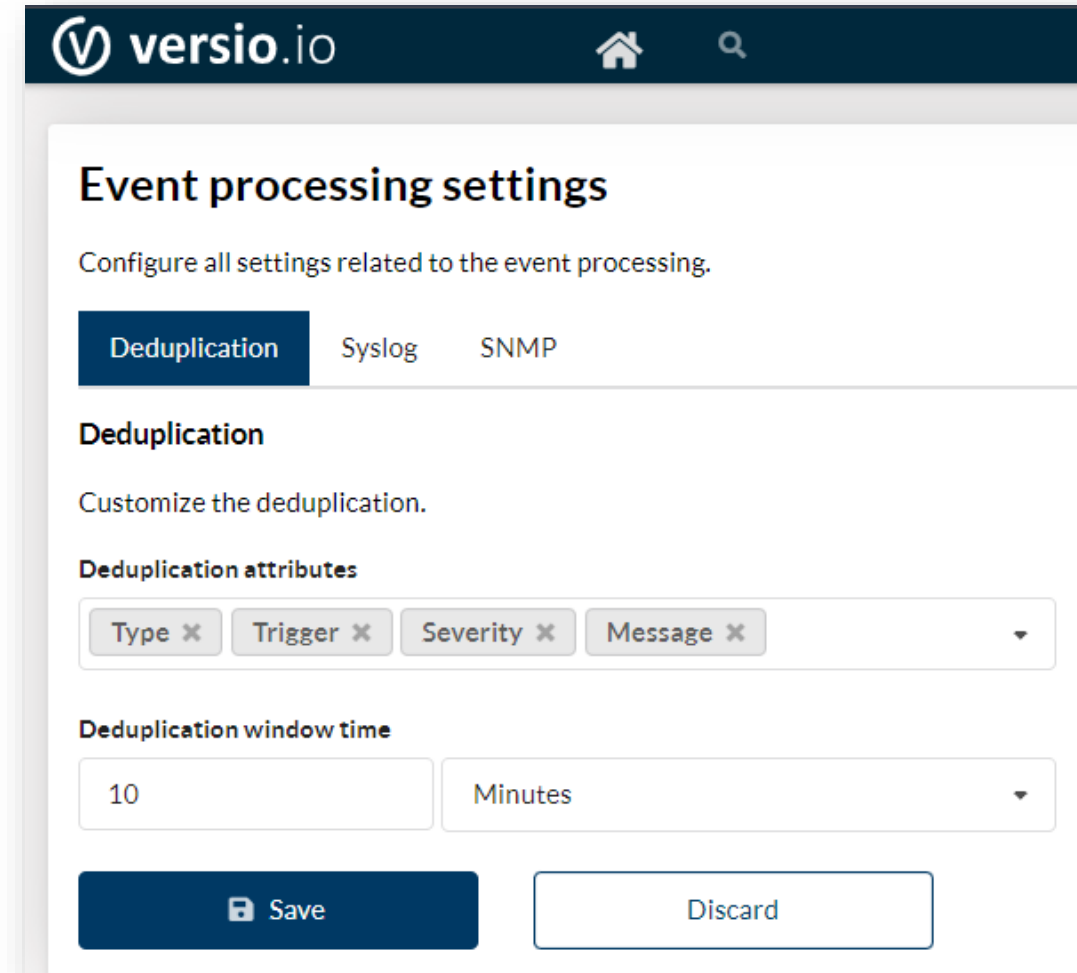 versio.io
Event processing settings
Configure all settings related to the event processing.
Deduplication Syslog SNMP
Deduplication
Customize the deduplication.
Deduplication attributes
Type Trigger Severity Message
Deduplication window time
10 Minutes
Save Discard